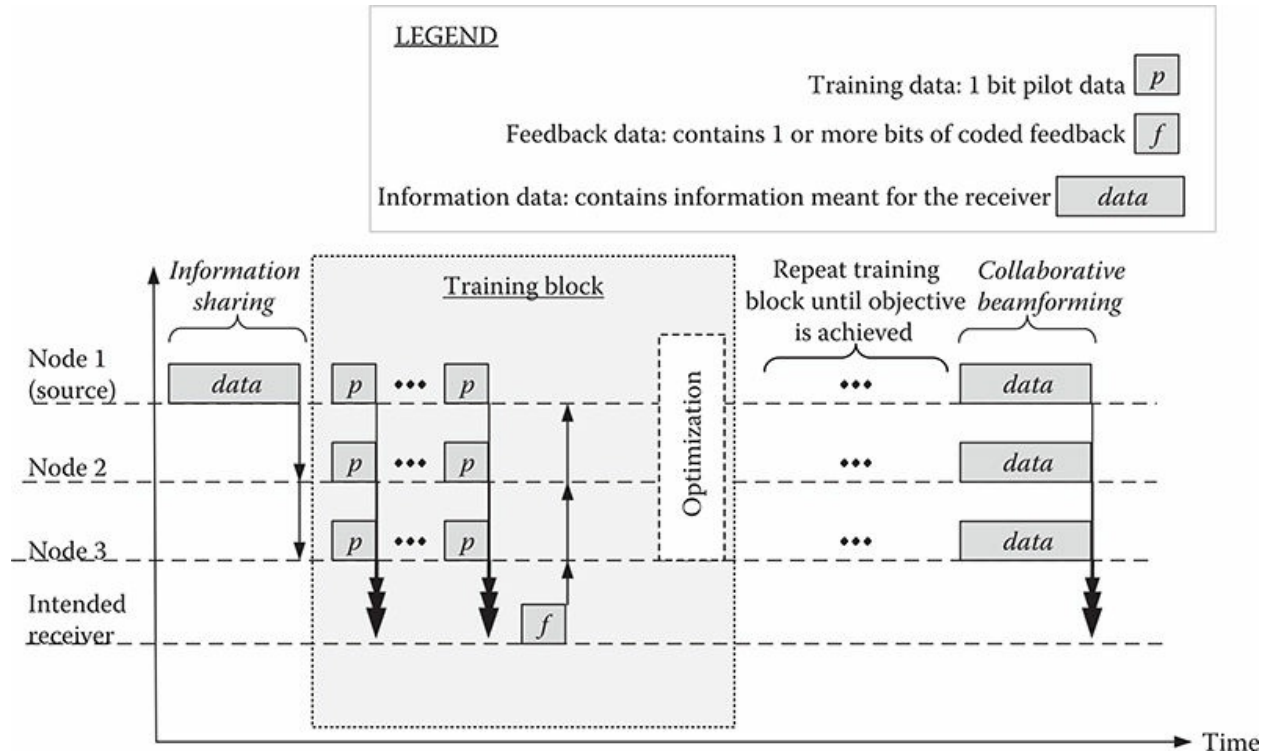 LEGEND
Training data: 1 bit pilot data p
Feedback data: contains 1 or more bits of coded feedback f
Information data: contains information meant for the receiver data
Information
sharing
Training block
Repeat training
block until objective
is achieved
Collaborative
beamforming
Node 1
(source)
data
p ••• p
•••
data
Node 2
p ••• p
•••
data
Node 3
p ••• p
•••
data
Optimization
Intended
receiver
f
Time